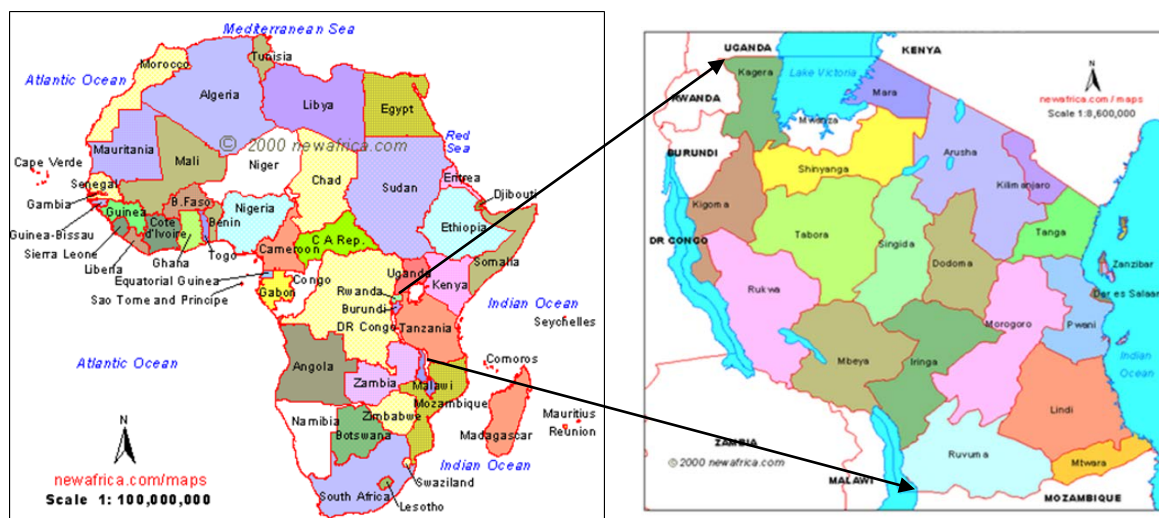 Mediterranean Sea
Atlantic Ocean
Morocco
Tunisia
Algeria
Libya
Egypt
© 2000 newafrica.com
Red
Sea
Cape Verde
Mauritania
Mali
Niger
Chad
Sudan
Eritrea
Djibouti
Senegal
Gambia
Guinea-Bissau
Guinea
Sierra Leone
Liberia
Cote
d'Ivoire
B.Faso
Ghana
Togo
Benin
Nigeria
Cameroon
C A Rep.
Ethiopia
Somalia
Equatorial Guinea
Sao Tome and Principe
Gabon
Congo
Uganda
Kenya
Rwanda
Burundi
DR Congo
Tanzania
Indian Ocean
Seychelles
Atlantic Ocean
Angola
Zambia
Malawi
Mozambique
Comoros
Zimbabwe
Namibia
Botswana
Madagascar
Mauritius
Reunion
Indian Ocean
Swaziland
South Africa
Lesotho
N
newafrica.com/maps
Scale 1: 100,000,000
UGANDA
KENYA
Kagera
Lake Victoria
Mara
RWANDA
Mwanza
N
newafrica.com/maps
Scale 1:8,600,000
BURUNDI
Shinyanga
Arusha
Kilimanjaro
Kigoma
Tabora
Singida
Tanga
DR CONGO
Dodoma
Zanzibar
Rukwa
Dar es Salaam
Morogoro
Pwani
Mbeya
Iringa
Indian
Ocean
Lindi
ZAMBIA
© 2000 newafrica.com
Ruvuma
Mtwara
MALAWI
MOZAMBIQUE